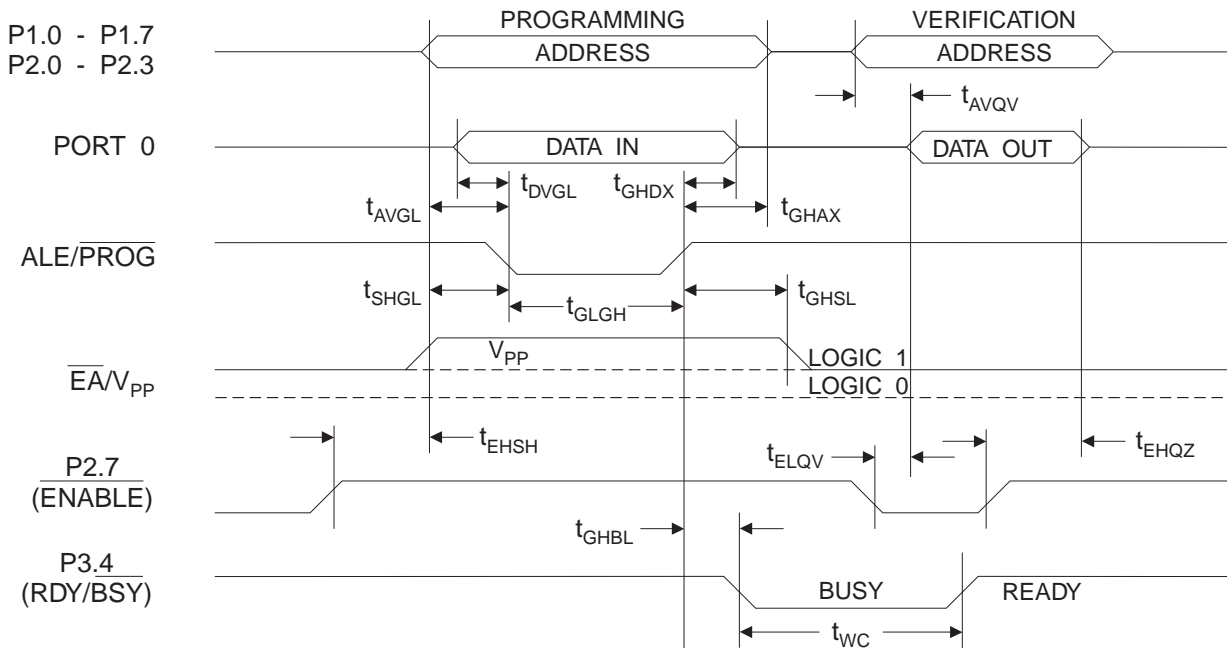 PROGRAMMING VERIFICATION
P1.0 - P1.7
P2.0 - P2.3
ADDRESS ADDRESS
tAVQV
PORT 0 DATA IN DATA OUT
tDVGL tGHDX
tAVGL tGHAX
ALE/PROG
tSHGL tGLGH tGHSL
VPP LOGIC 1
EA/VPP LOGIC 0
tEHSH tELQV tEHQZ
P2.7
(ENABLE)
tGHBL
P3.4
(RDY/BSY) BUSY READY
tWC